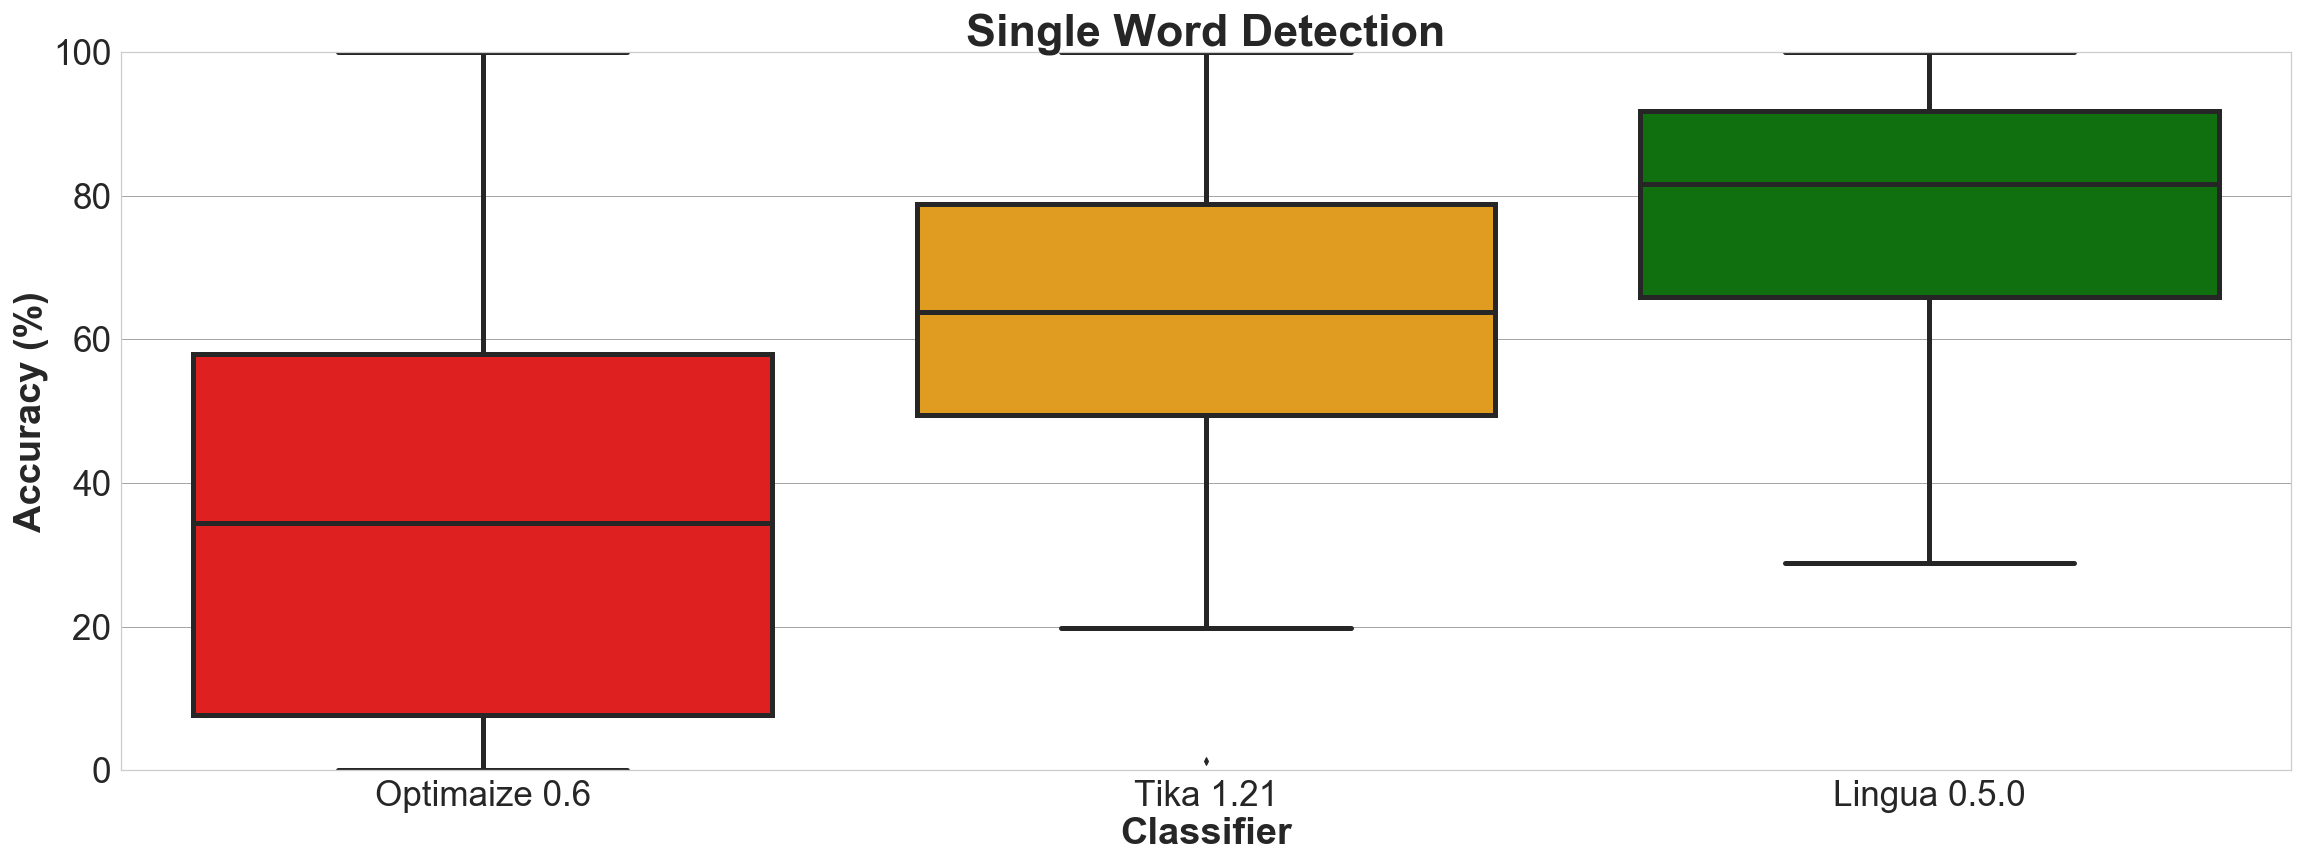 Single Word Detection
Accuracy (%)
100
80
60
40
20
0
Optimaize 0.6
Tika 1.21
Lingua 0.5.0
Classifier